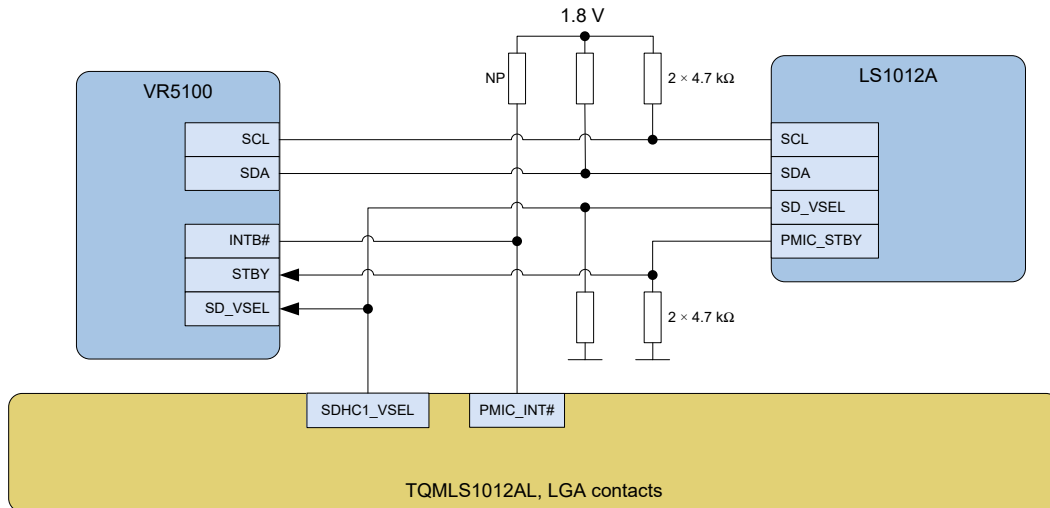 1.8 V
NP
2 × 4.7 kΩ
VR5100
LS1012A
SCL
SDA
INTB#
STBY
SD_VSEL
SCL
SDA
SD_VSEL
PMIC_STBY
2 × 4.7 kΩ
SDHC1_VSEL
PMIC_INT#
TQMLS1012AL, LGA contacts